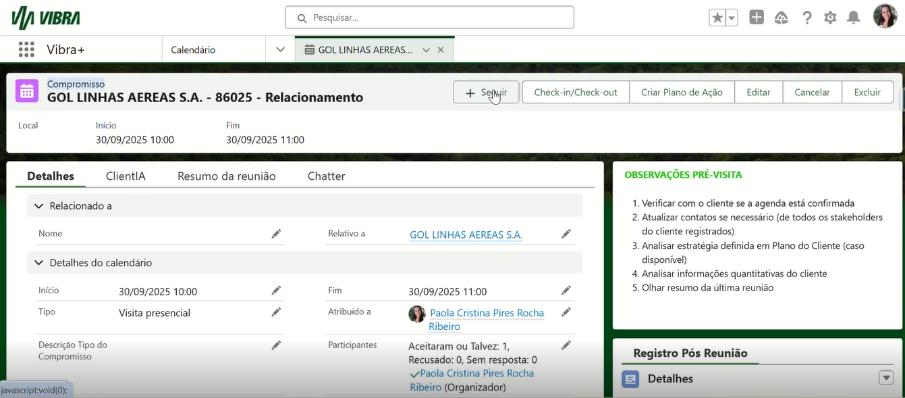 VIBRA
Pesquisar...
Vibra+
Calendário
GOL LINHAS AEREAS S.A....
Compromisso
GOL LINHAS AEREAS S.A. - 86025 - Relacionamento
+ Seguir
Check-in/Check-out
Criar Plano de Ação
Editar
Cancelar
Excluir
Local
Início
30/09/2025 10:00
Fim
30/09/2025 11:00
Detalhes
ClientIA
Resumo da reunião
Chatter
Relacionado a
Nome
Relativo a
GOL LINHAS AEREAS S.A.
Detalhes do calendário
Início
30/09/2025 10:00
Fim
30/09/2025 11:00
Tipo
Visita presencial
Atribuído a
Paola Cristina Pires Rocha
Ribeiro
Descrição Tipo do
Compromisso
Participantes
Aceitaram ou Talvez: 1,
Recusado: 0, Sem resposta: 0
Paola Cristina Pires Rocha
Ribeiro (Organizador)
OBSERVAÇÕES PRÉ-VISITA
1. Verificar com o cliente se a agenda está confirmada
2. Atualizar contatos se necessário (de todos os stakeholders
do cliente registrados)
3. Analisar estratégia definida em Plano do Cliente (caso
disponível)
4. Analisar informações quantitativas do cliente
5. Olhar resumo da última reunião
Registro Pós Reunião
Detalhes
javascript:void(0);